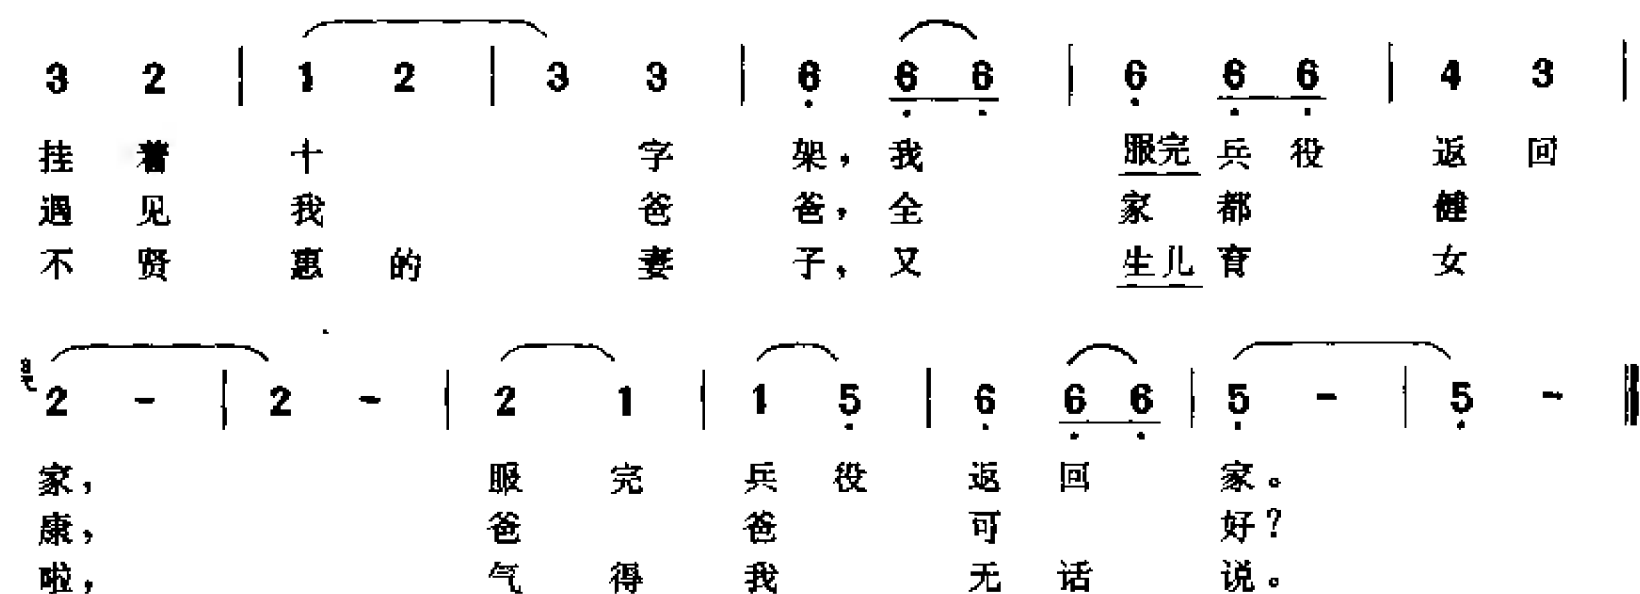 3 2 | 1 2 | 3 3 | 6 6 6 | 6 6 6 | 4 3 |
挂 着 十 字 架， 我 服完 兵 役 返 回
遇 见 我 爸 爸， 全 家 都 健
不 贤 惠 的 妻 子， 又 生儿 育 女
2 - | 2 - | 2 1 | 1 5 | 6 6 6 | 5 - | 5 - ‖
家， 服 完 兵 役 返 回 家。
康， 爸 爸 可 好？
啦， 气 得 我 无 话 说。